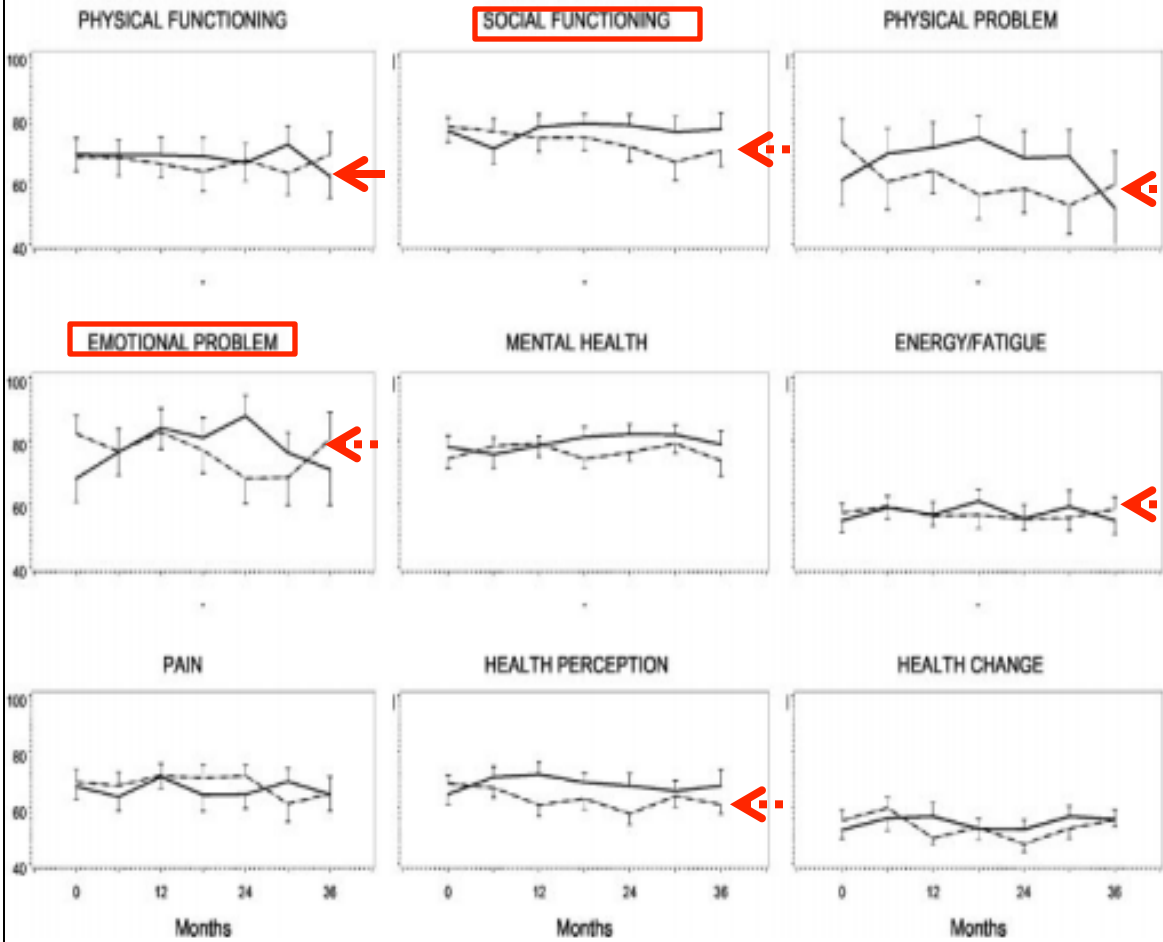 PHYSICAL FUNCTIONING SOCIAL FUNCTIONING PHYSICAL PROBLEM
100
80
60
40
EMOTIONAL PROBLEM MENTAL HEALTH ENERGY/FATIGUE
100
80
60
40
PAIN HEALTH PERCEPTION HEALTH CHANGE
100
80
60
40
0 12 24 36 0 12 24 36 0 12 24 36
Months Months Months